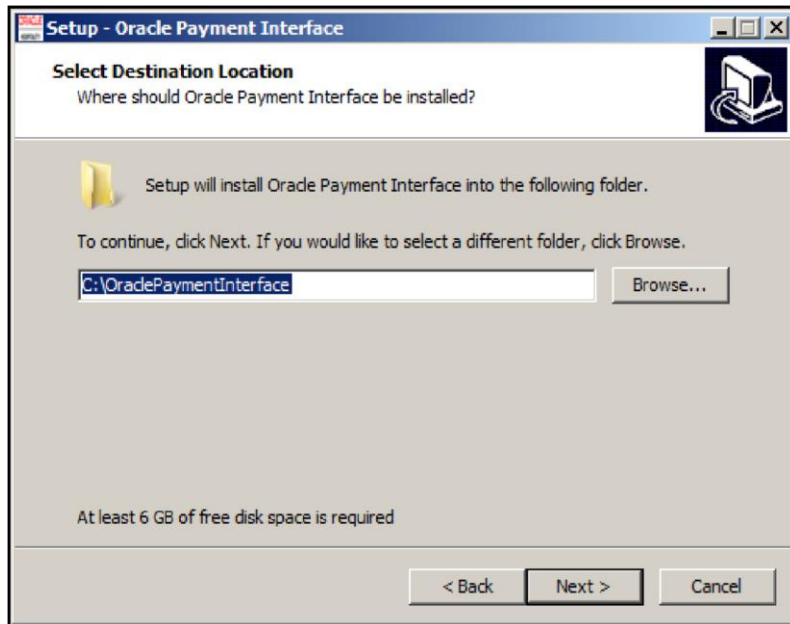 Setup - Oracle Payment Interface
Select Destination Location
Where should Oracle Payment Interface be installed?
Setup will install Oracle Payment Interface into the following folder.
To continue, click Next. If you would like to select a different folder, click Browse.
C:\OraclePaymentInterface
Browse...
At least 6 GB of free disk space is required
< Back
Next >
Cancel